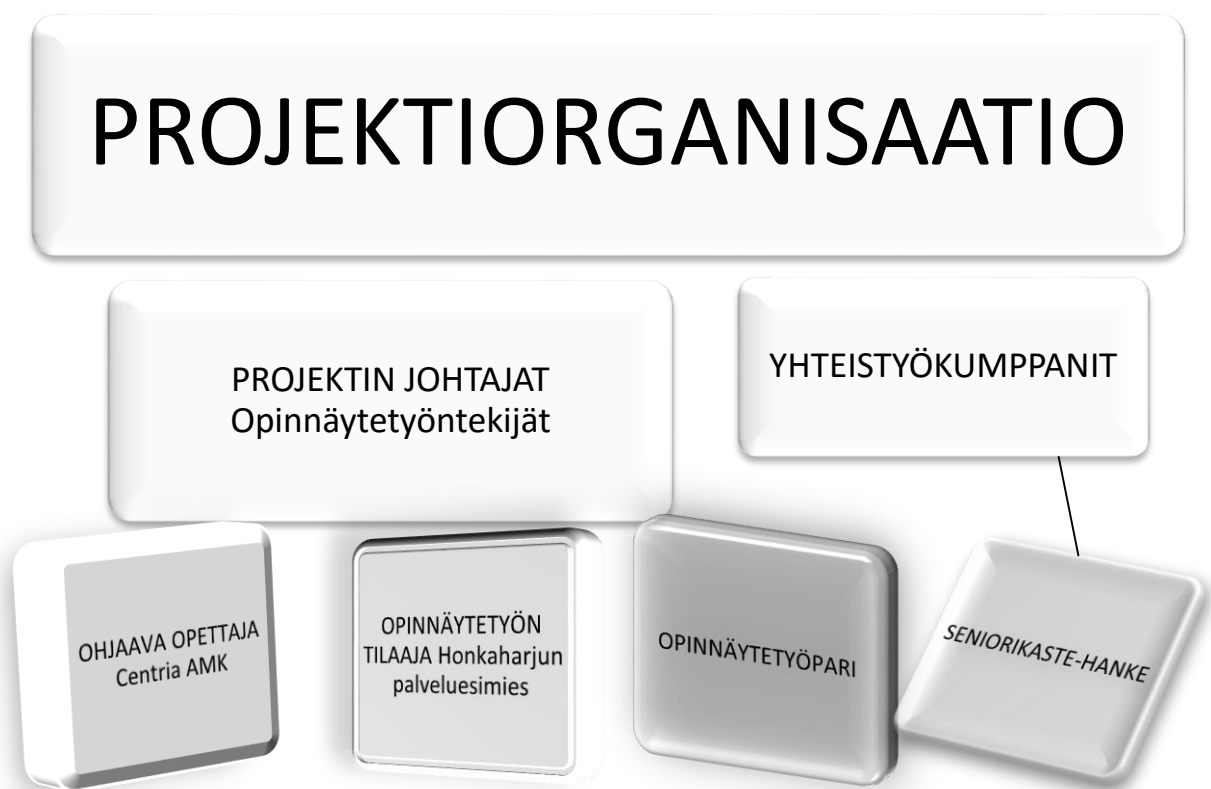 PROJEKTIORGANISAATIO
PROJEKTIN JOHTAJAT
Opinnäytetyöntekijät
YHTEISTYÖKUMPPANIT
OHJAAVA OPETTAJA
Centria AMK
OPINNÄYTETYÖN
TILAAJA Honkaharjun
palveluesimies
OPINNÄYTETYÖPARI
SENIORIKASTE-HANKE